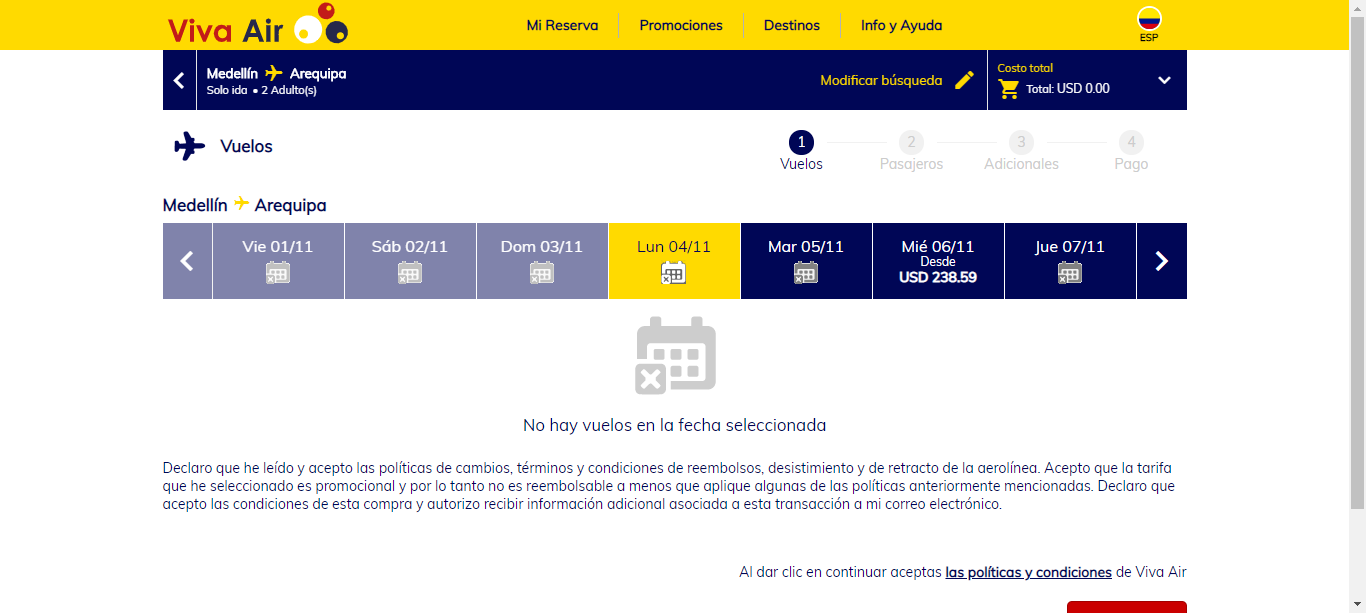 Viva Air
Mi Reserva
Promociones
Destinos
Info y Ayuda
ESP
Medellín Arequipa
Solo ida • 2 Adulto(s)
Modificar búsqueda
Costo total
Total: USD 0.00
Vuelos
1
2
3
4
Vuelos
Pasajeros
Adicionales
Pago
Medellín Arequipa
Vie 01/11
Sáb 02/11
Dom 03/11
Lun 04/11
Mar 05/11
Mié 06/11
Desde
USD 238.59
Jue 07/11
No hay vuelos en la fecha seleccionada
Declaro que he leído y acepto las políticas de cambios, términos y condiciones de reembolsos, desistimiento y de retracto de la aerolínea. Acepto que la tarifa
que he seleccionado es promocional y por lo tanto no es reembolsable a menos que aplique algunas de las políticas anteriormente mencionadas. Declaro que
acepto las condiciones de esta compra y autorizo recibir información adicional asociada a esta transacción a mi correo electrónico.
Al dar clic en continuar aceptas las políticas y condiciones de Viva Air